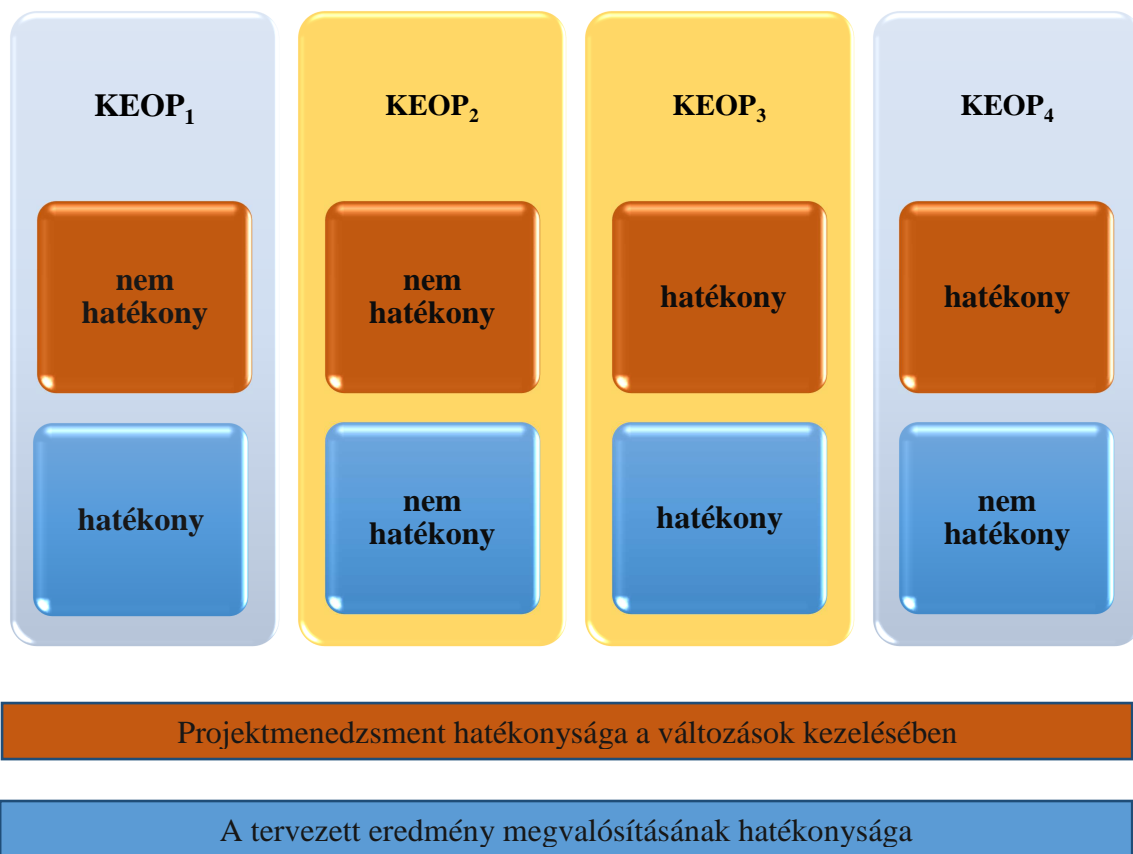 KEOP₁
KEOP₂
KEOP₃
KEOP₄
nem
hatékony
nem
hatékony
hatékony
hatékony
hatékony
nem
hatékony
hatékony
nem
hatékony
Projektmenedzsment hatékonysága a változások kezelésében
A tervezett eredmény megvalósításának hatékonysága